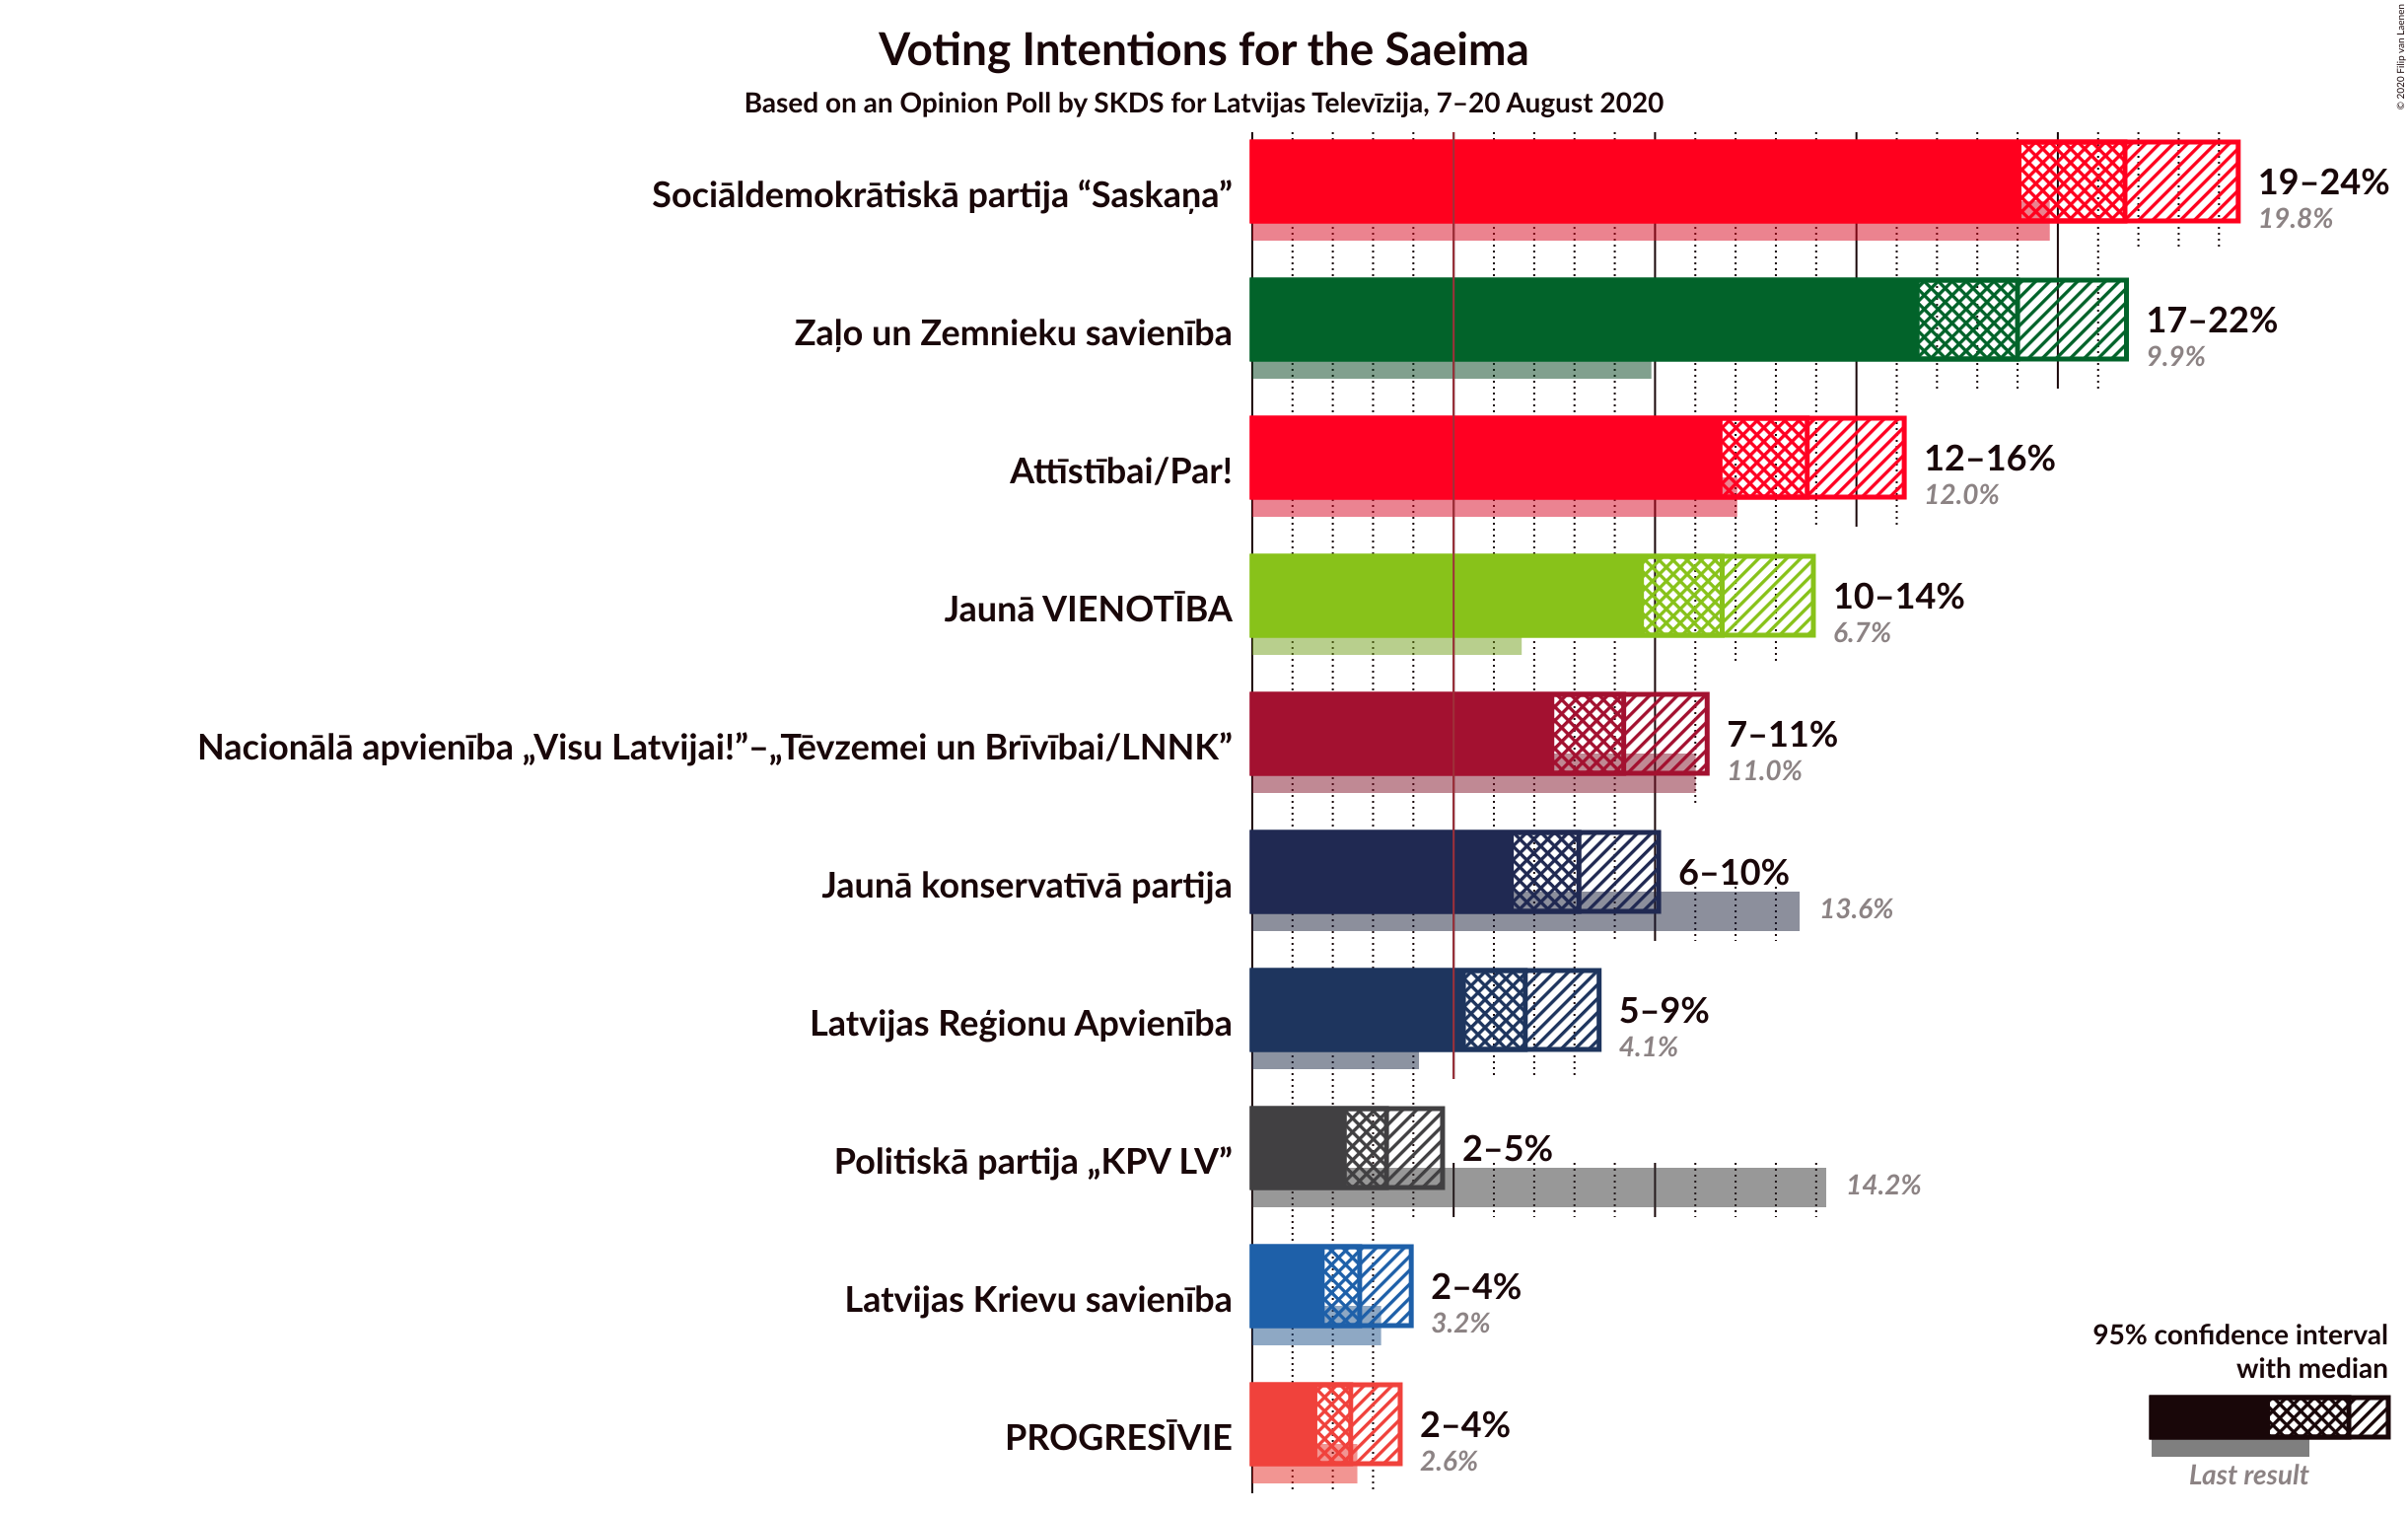 Voting Intentions for the Saeima
Based on an Opinion Poll by SKDS for Latvijas Televīzija, 7–20 August 2020
© 2020 Filip van Laenen
Sociāldemokrātiskā partija “Saskaņa”
19–24%
19.8%
Zaļo un Zemnieku savienība
17–22%
9.9%
Attīstībai/Par!
12–16%
12.0%
Jaunā VIENOTĪBA
10–14%
6.7%
Nacionālā apvienība „Visu Latvijai!”–„Tēvzemei un Brīvībai/LNNK”
7–11%
11.0%
Jaunā konservatīvā partija
6–10%
13.6%
Latvijas Reģionu Apvienība
5–9%
4.1%
Politiskā partija „KPV LV”
2–5%
14.2%
Latvijas Krievu savienība
2–4%
3.2%
PROGRESĪVIE
2–4%
2.6%
95% confidence interval
with median
Last result